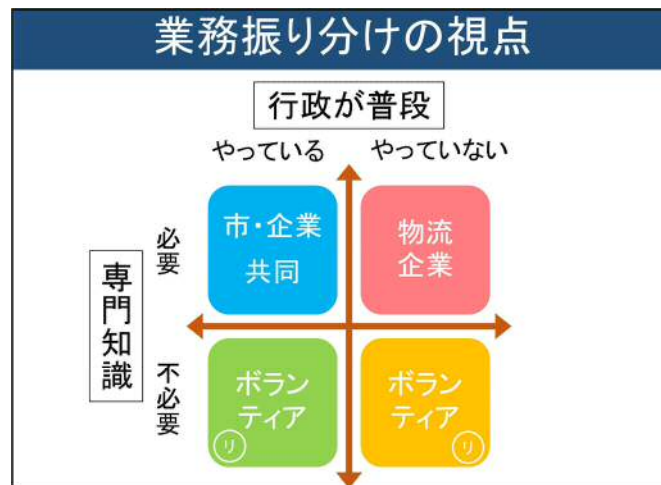 業務振り分けの視点
行政が普段
やっている
やっていない
専門知識
必要
市・企業
共同
物流
企業
不必要
ボラン
ティア
リ
ボラン
ティア
リ